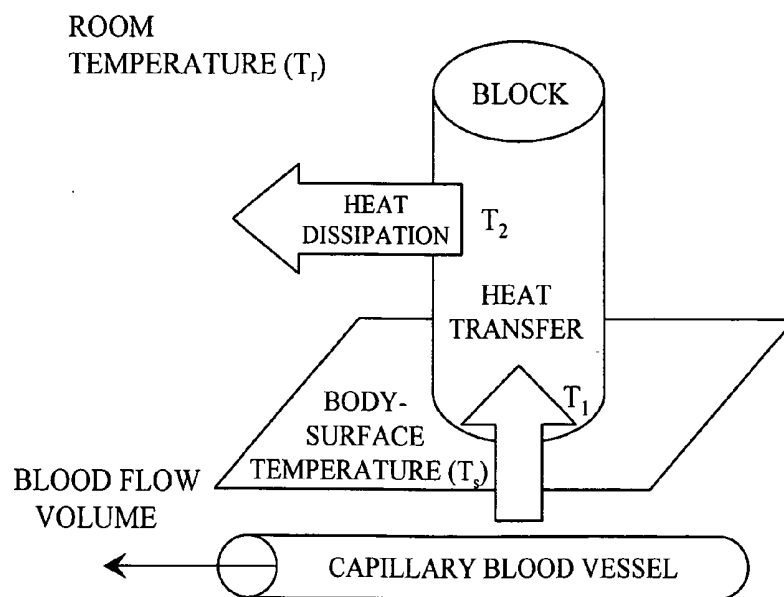 ROOM
TEMPERATURE (Tr)
BLOCK
HEAT
DISSIPATION
T2
HEAT
TRANSFER
T1
BODY-
SURFACE
TEMPERATURE (Ts)
BLOOD FLOW
VOLUME
CAPILLARY BLOOD VESSEL